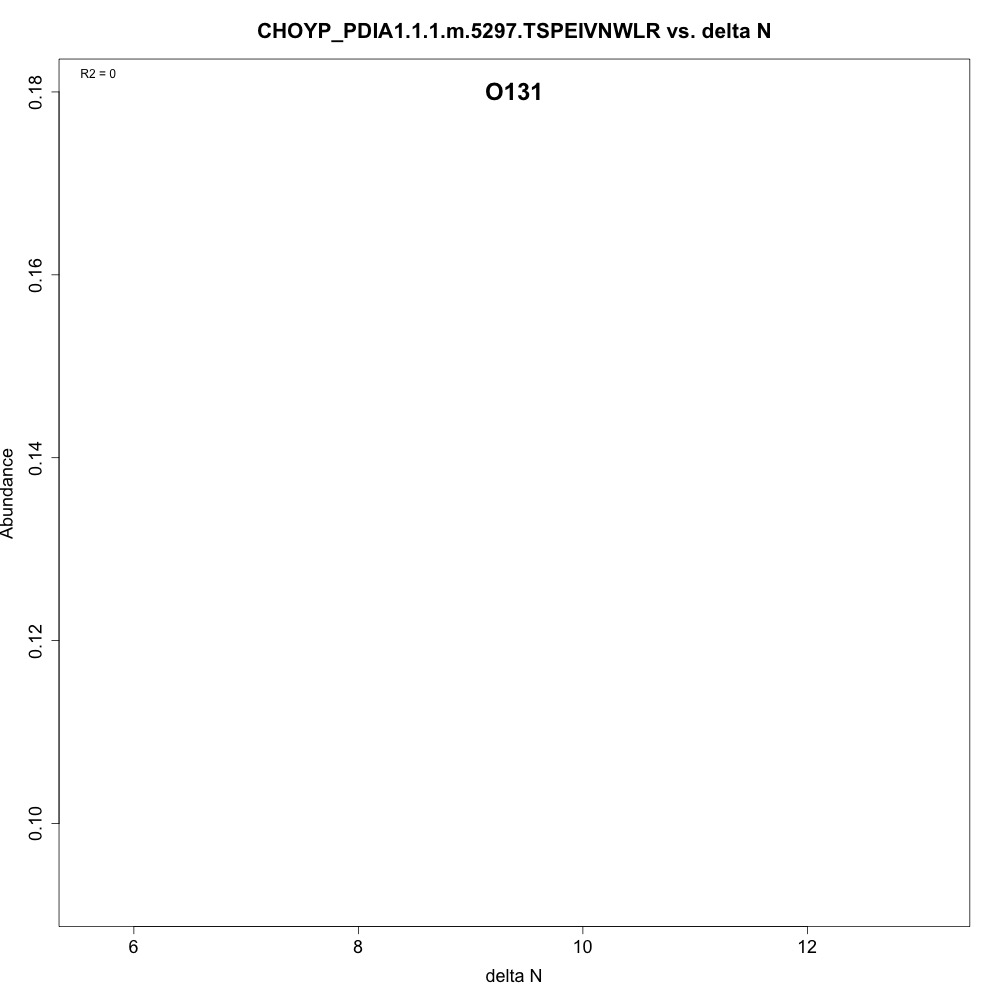 CHOYP_PDIA1.1.1.m.5297.TSPEIVNWLR vs. delta N
R2 = 0
O131
0.18
0.16
0.14
0.12
0.10
Abundance
6 8 10 12
delta N